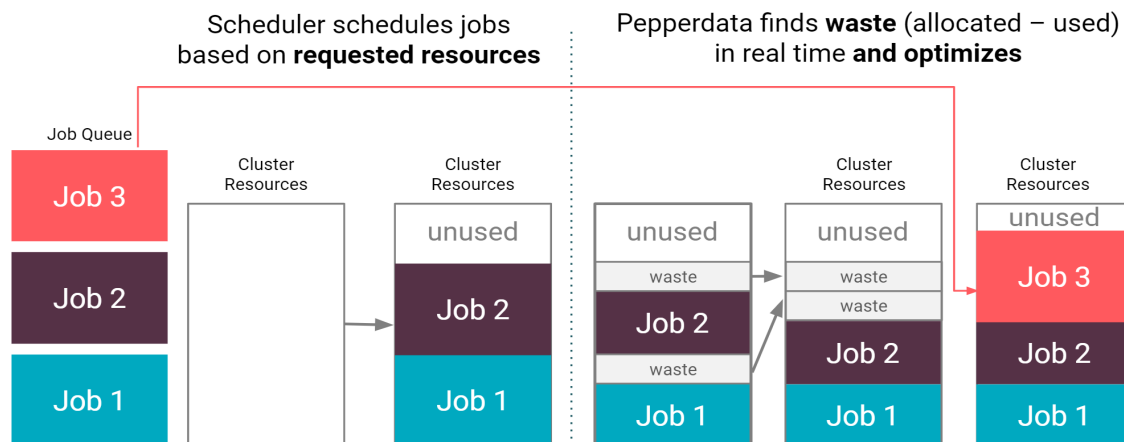 Scheduler schedules jobs
based on requested resources
Pepperdata finds waste (allocated – used)
in real time and optimizes
Job Queue
Job 3
Job 2
Job 1
Cluster
Resources
Cluster
Resources
unused
Job 2
Job 1
unused
waste
Job 2
waste
Job 1
Cluster
Resources
unused
waste
waste
Job 2
Job 1
Cluster
Resources
unused
Job 3
Job 2
Job 1